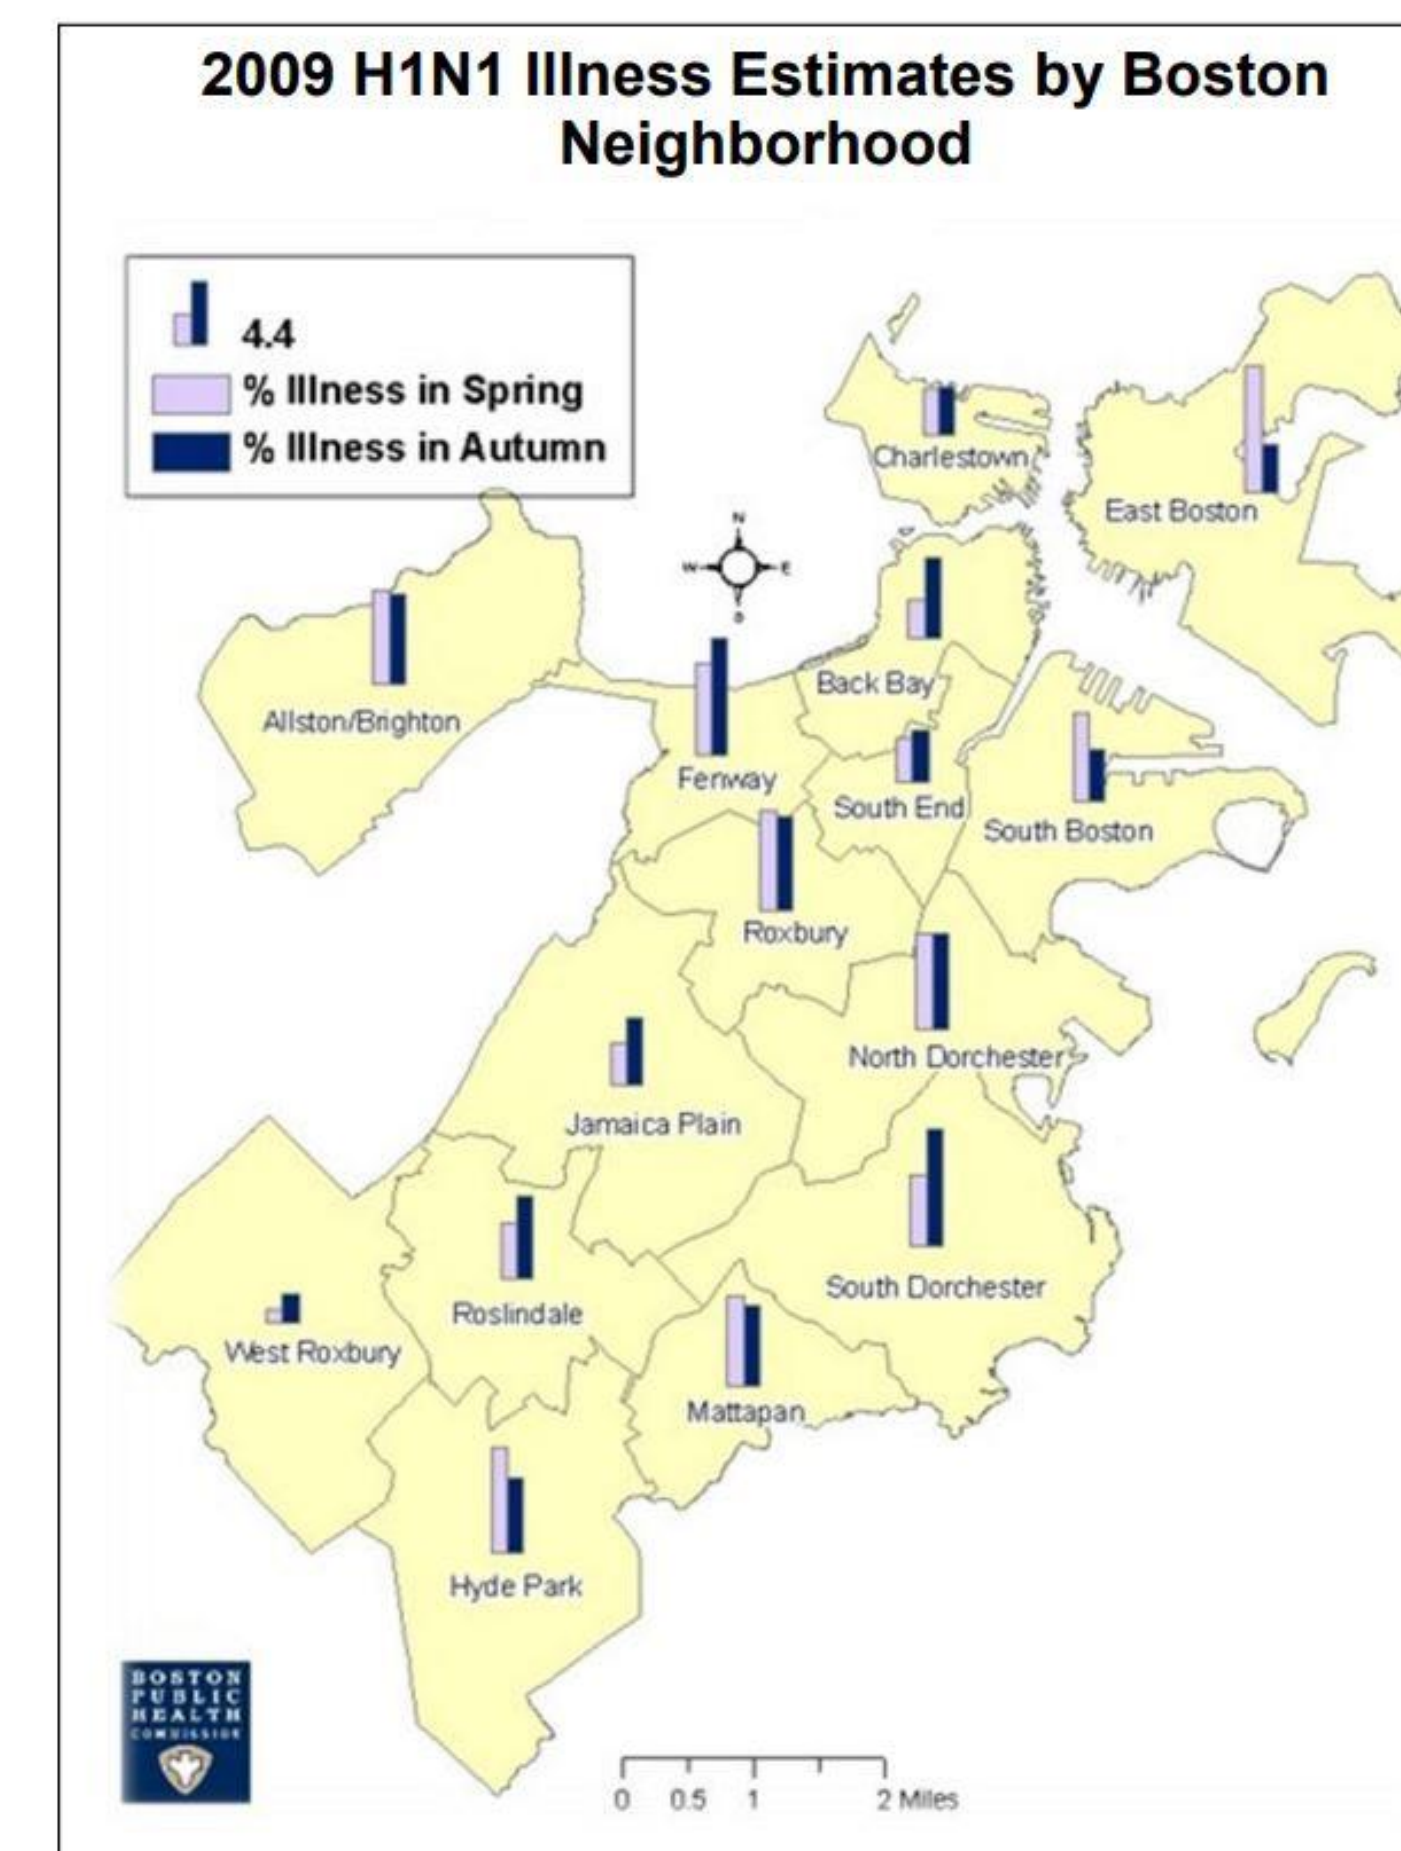 2009 H1N1 Illness Estimates by Boston
Neighborhood
4.4
% Illness in Spring
% Illness in Autumn
Charlestown
East Boston
N
W E
S
Back Bay
Allston/Brighton
Fenway
South End
South Boston
Roxbury
North Dorchester
Jamaica Plain
South Dorchester
Roslindale
West Roxbury
Mattapan
Hyde Park
BOSTON
PUBLIC
HEALTH
COMMISSION
0 0.5 1 2 Miles